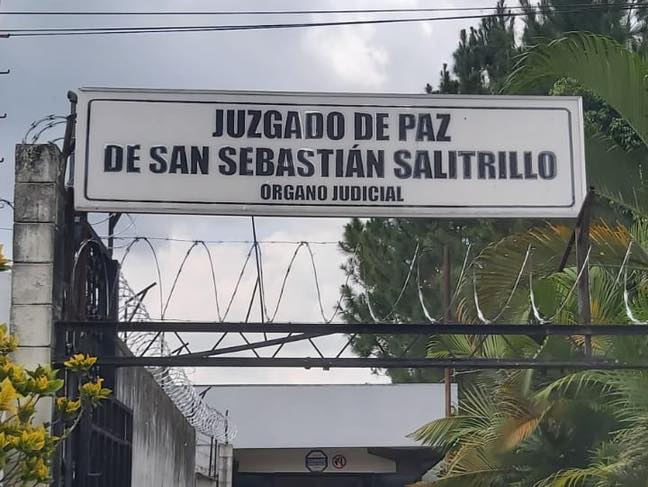 JUZGADO DE PAZ
DE SAN SEBASTIÁN SALITRILLO
ORGANO JUDICIAL